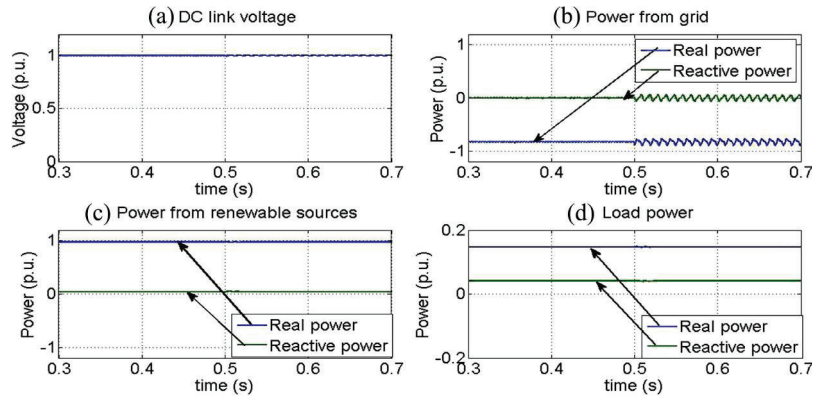 (a) DC link voltage
Voltage (p.u.)
1
0.5
0
0.3 0.4 0.5 0.6 0.7
time (s)
(b) Power from grid
Real power
Reactive power
Power (p.u.)
1
0
-1
0.3 0.4 0.5 0.6 0.7
time (s)
(c) Power from renewable sources
Power (p.u.)
1
0
-1
Real power
Reactive power
0.3 0.4 0.5 0.6 0.7
time (s)
(d) Load power
Power (p.u.)
0.2
0
-0.2
Real power
Reactive power
0.3 0.4 0.5 0.6 0.7
time (s)